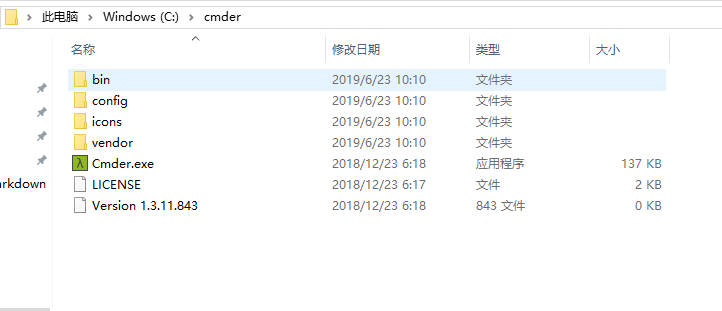 此电脑 > Windows (C:) > cmder
名称 修改日期 类型 大小
bin 2019/6/23 10:10 文件夹
config 2019/6/23 10:10 文件夹
icons 2019/6/23 10:10 文件夹
vendor 2019/6/23 10:10 文件夹
Cmder.exe 2018/12/23 6:18 应用程序 137 KB
arkdown LICENSE 2018/12/23 6:17 文件 2 KB
Version 1.3.11.843 2018/12/23 6:18 843 文件 0 KB